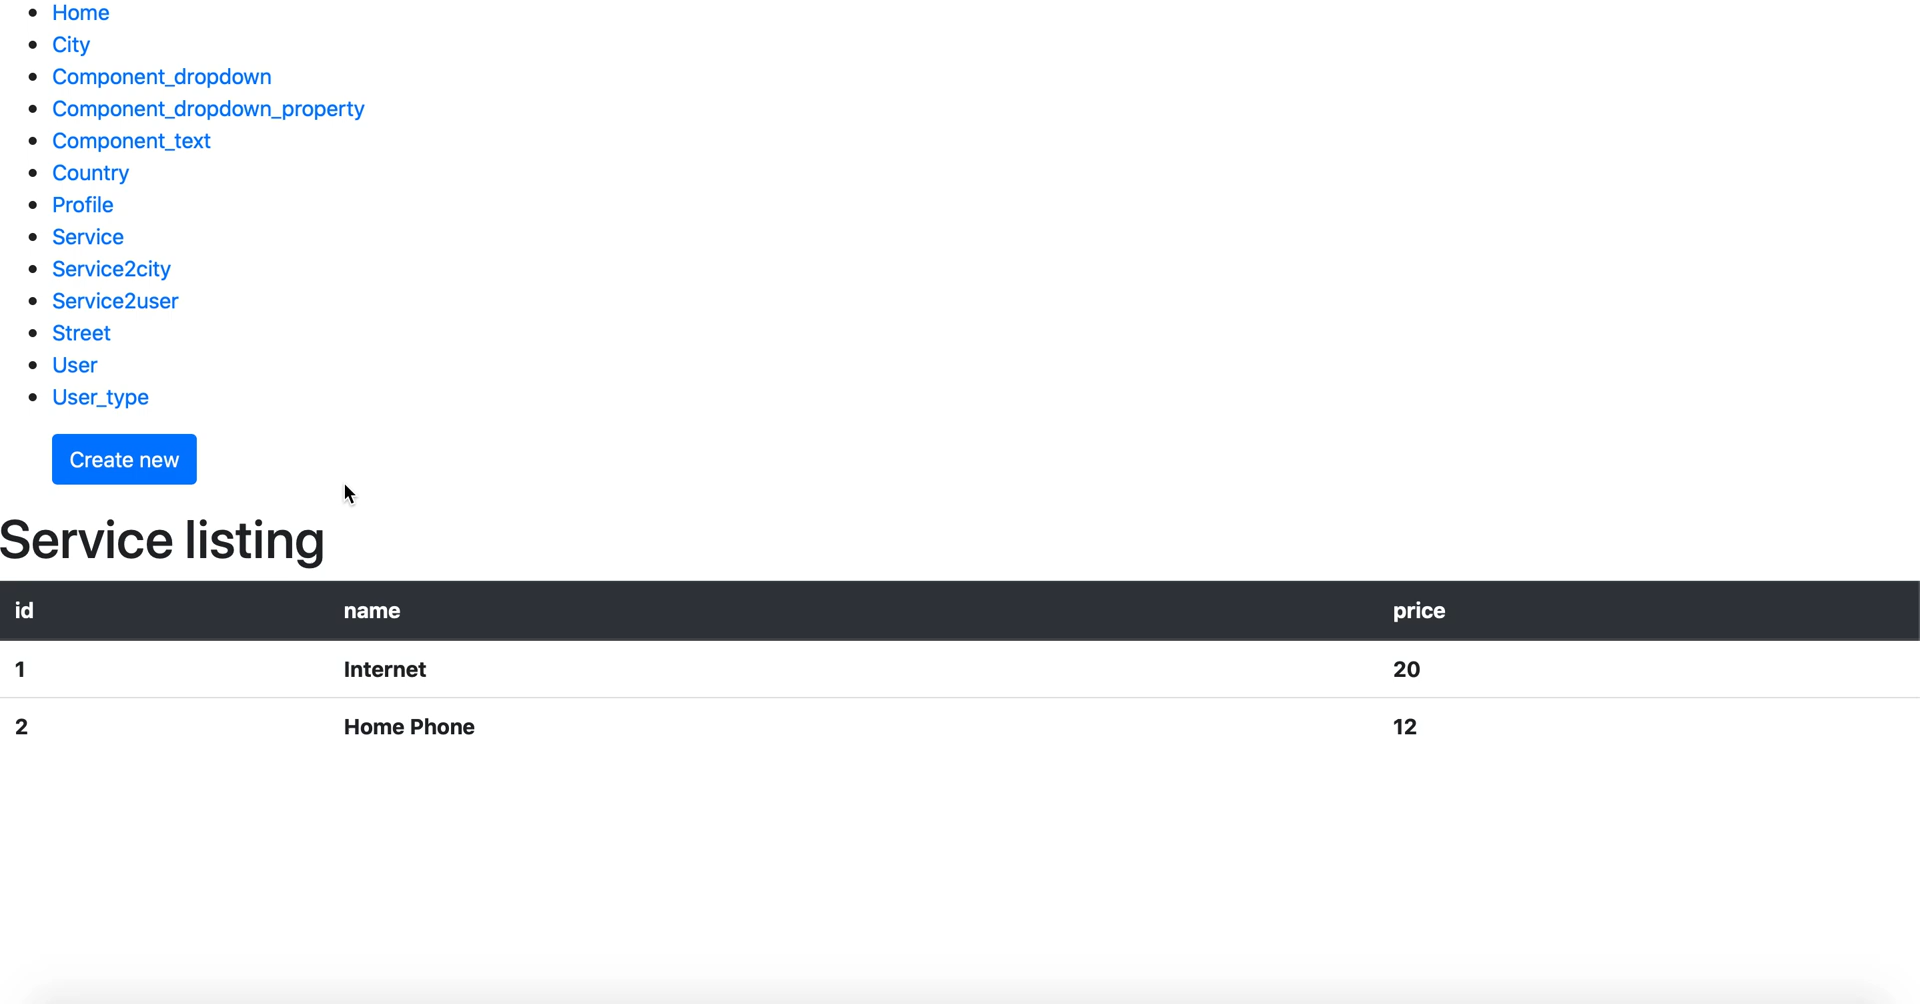 Home
City
Component_dropdown
Component_dropdown_property
Component_text
Country
Profile
Service
Service2city
Service2user
Street
User
User_type
Create new
Service listing
id name price
1 Internet 20
2 Home Phone 12